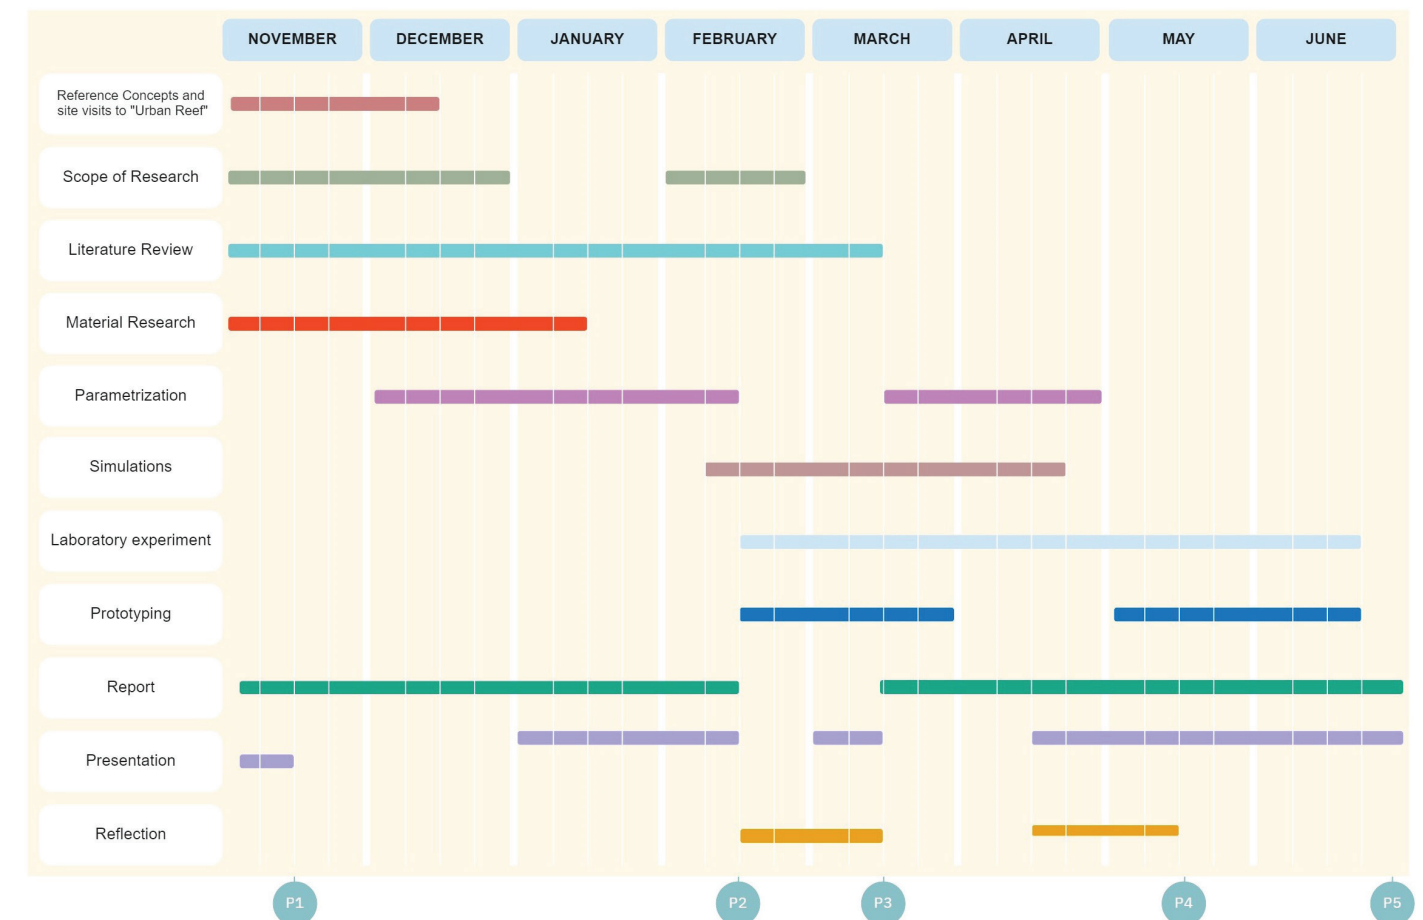 NOVEMBER DECEMBER JANUARY FEBRUARY MARCH APRIL MAY JUNE
Reference Concepts and
site visits to "Urban Reef"
Scope of Research
Literature Review
Material Research
Parametrization
Simulations
Laboratory experiment
Prototyping
Report
Presentation
Reflection
P1 P2 P3 P4 P5